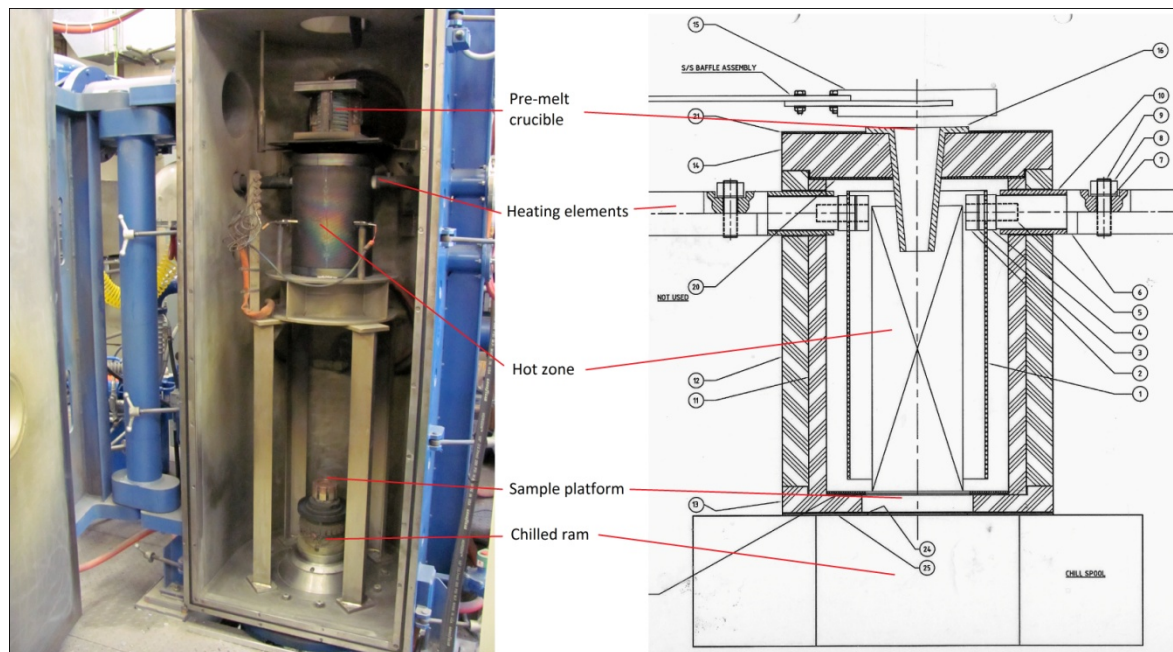 Pre-melt
crucible
Heating elements
Hot zone
Sample platform
Chilled ram
15
S/S BAFFLE ASSEMBLY
21
14
20
NOT USED
12
11
13
16
10
9
8
7
6
5
4
3
2
1
24
25
CHILL SPOOL